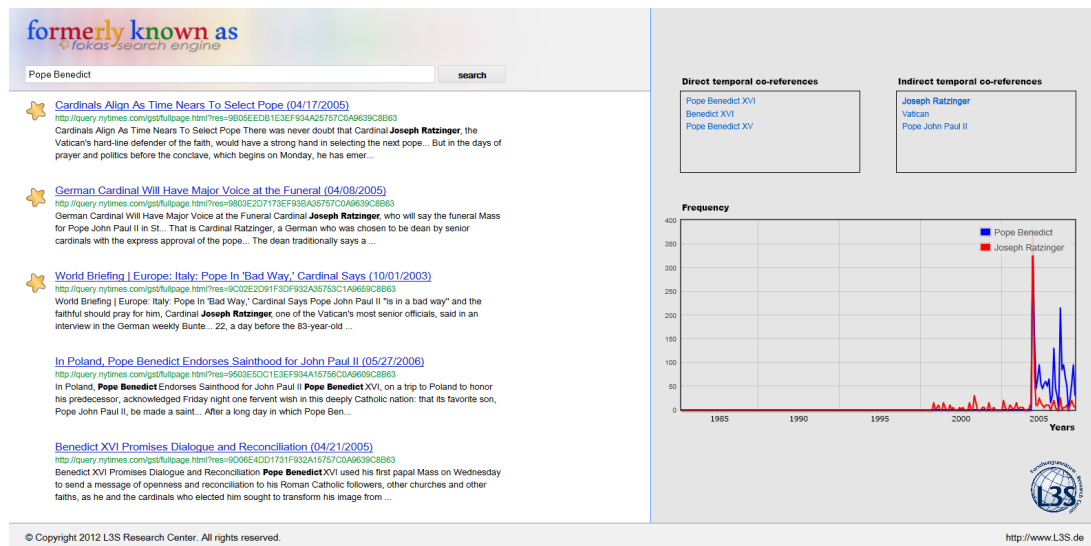 formerly known as
fokas search engine
Pope Benedict
search
Cardinals Align As Time Nears To Select Pope (04/17/2005)
http://query.nytimes.com/gst/fullpage.html?res=9B05EEDB1E3EF934A25757C0A9639C8B63
Cardinals Align As Time Nears To Select Pope There was never doubt that Cardinal Joseph Ratzinger, the
Vatican's hard-line defender of the faith, would have a strong hand in selecting the next pope... But in the days of
prayer and politics before the conclave, which begins on Monday, he has emer...
German Cardinal Will Have Major Voice at the Funeral (04/08/2005)
http://query.nytimes.com/gst/fullpage.html?res=9803E2D7173EF93BA35757C0A9639C8B63
German Cardinal Will Have Major Voice at the Funeral Cardinal Joseph Ratzinger, who will say the funeral Mass
for Pope John Paul II in St... That is Cardinal Ratzinger, a German who was chosen to be dean by senior
cardinals with the express approval of the pope... The dean traditionally says a ...
World Briefing | Europe: Italy: Pope In 'Bad Way,' Cardinal Says (10/01/2003)
http://query.nytimes.com/gst/fullpage.html?res=9C02E2D91F3DF932A35753C1A9659C8B63
World Briefing | Europe: Italy: Pope In 'Bad Way,' Cardinal Says Pope John Paul II "is in a bad way" and the
faithful should pray for him, Cardinal Joseph Ratzinger, one of the Vatican's most senior officials, said in an
interview in the German weekly Bunte... 22, a day before the 83-year-old ...
In Poland, Pope Benedict Endorses Sainthood for John Paul II (05/27/2006)
http://query.nytimes.com/gst/fullpage.html?res=9503E5DC1E3EF934A15756C0A9609C8B63
In Poland, Pope Benedict Endorses Sainthood for John Paul II Pope Benedict XVI, on a trip to Poland to honor
his predecessor, acknowledged Friday night one fervent wish in this deeply Catholic nation: that its favorite son,
Pope John Paul II, be made a saint... After a long day in which Pope Ben...
Benedict XVI Promises Dialogue and Reconciliation (04/21/2005)
http://query.nytimes.com/gst/fullpage.html?res=9D06E4DD1731F932A15757C0A9639C8B63
Benedict XVI Promises Dialogue and Reconciliation Pope Benedict XVI used his first papal Mass on Wednesday
to send a message of openness and reconciliation to his Roman Catholic followers, other churches and other
faiths, as he and the cardinals who elected him sought to transform his image from ...
Direct temporal co-references
Pope Benedict XVI
Benedict XVI
Pope Benedict XV
Indirect temporal co-references
Joseph Ratzinger
Vatican
Pope John Paul II
Frequency
400
350
300
250
200
150
100
50
0
Pope Benedict
Joseph Ratzinger
1985 1990 1995 2000 2005
Years
Forschungszentrum
L3S
Research Center
© Copyright 2012 L3S Research Center. All rights reserved.
http://www.L3S.de